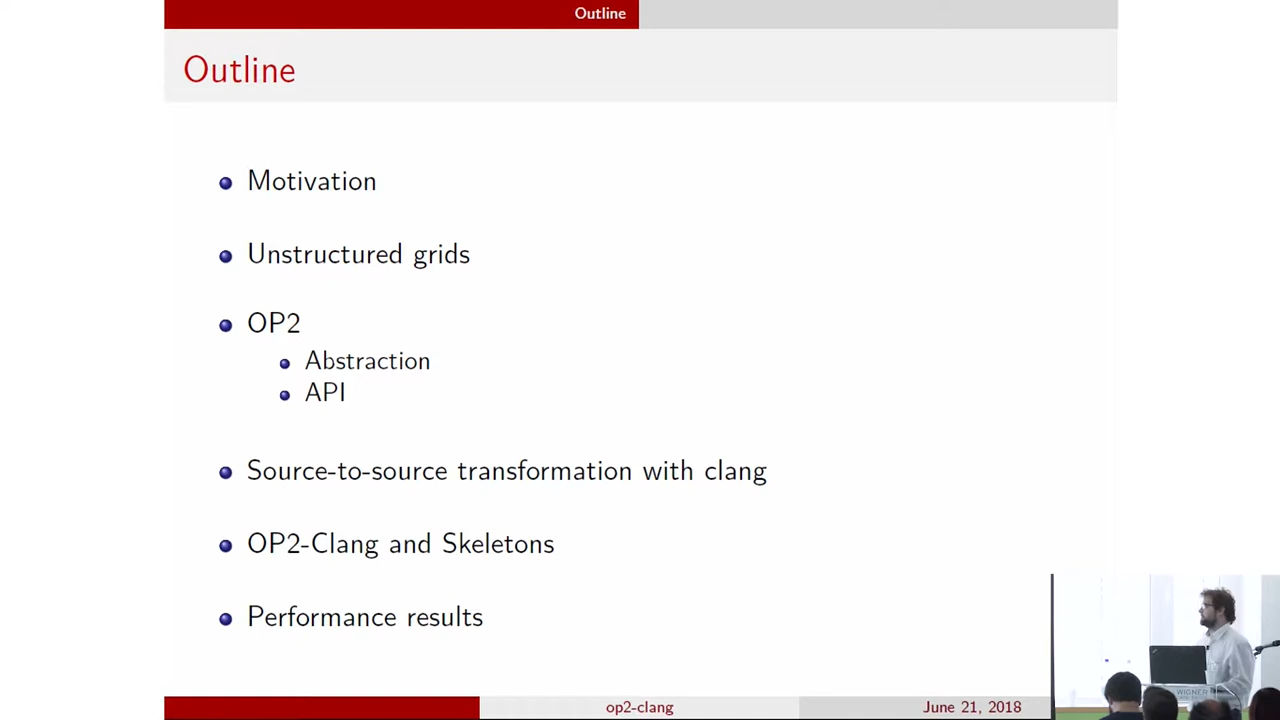 Outline
Outline
Motivation
Unstructured grids
OP2
Abstraction
API
Source-to-source transformation with clang
OP2-Clang and Skeletons
Performance results
op2-clang
June 21, 2018
WIGNER